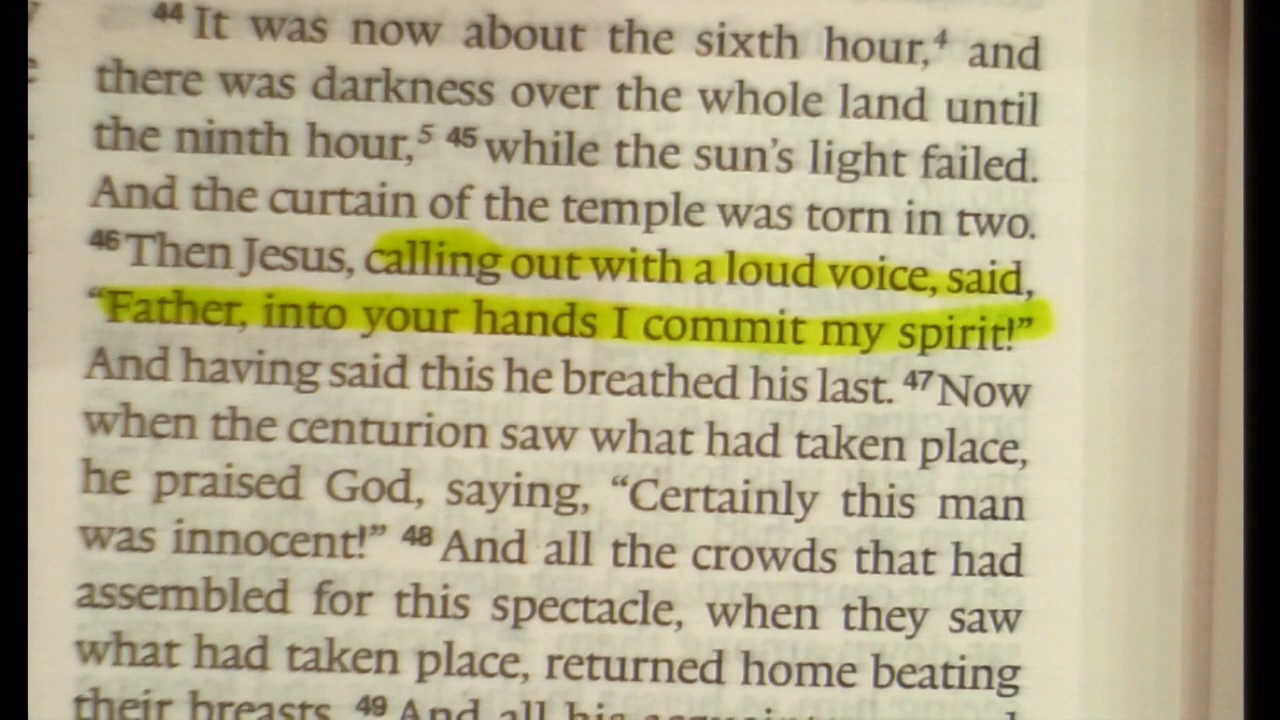 44 It was now about the sixth hour,4 and
there was darkness over the whole land until
the ninth hour,5 45 while the sun's light failed.
And the curtain of the temple was torn in two.
46 Then Jesus, calling out with a loud voice, said,
“Father, into your hands I commit my spirit!”
And having said this he breathed his last. 47 Now
when the centurion saw what had taken place,
he praised God, saying, “Certainly this man
was innocent!” 48 And all the crowds that had
assembled for this spectacle, when they saw
what had taken place, returned home beating
their breasts. 49 And all his